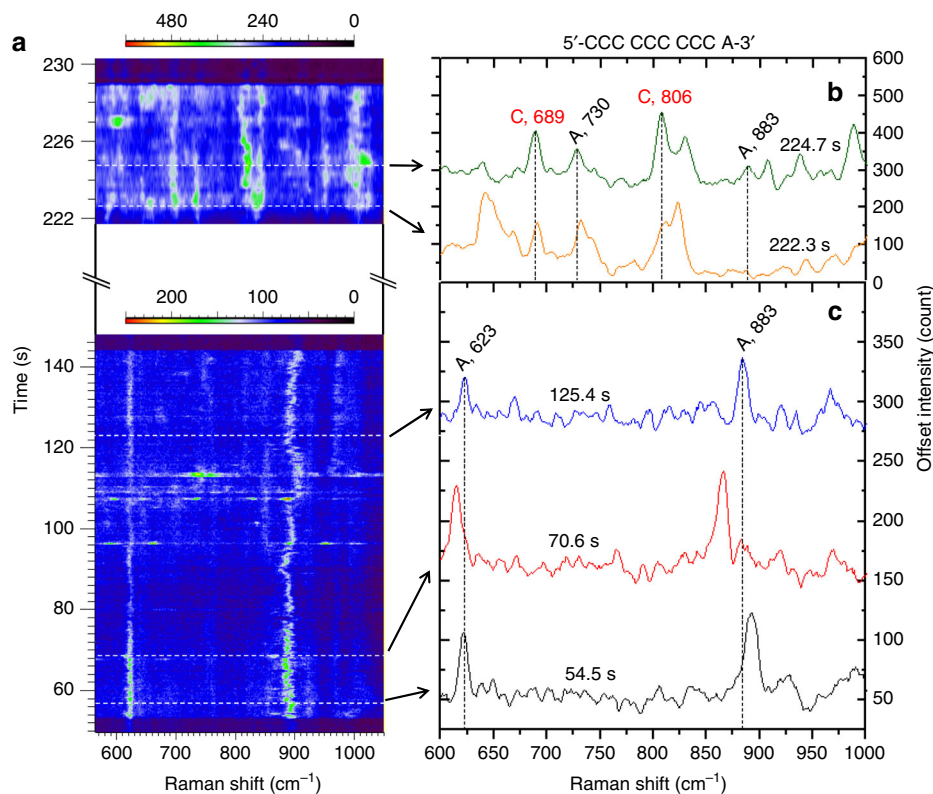 a
480 240 0
230
226
222
200 100 0
140
120
100
80
60
Time (s)
600 700 800 900 1000
Raman shift (cm⁻¹)
5′-CCC CCC CCC A-3′
b
C, 689
A, 730
C, 806
A, 883
224.7 s
222.3 s
600
500
400
300
200
100
0
c
A, 623
A, 883
125.4 s
70.6 s
54.5 s
350
300
250
200
150
100
50
Offset intensity (count)
600 650 700 750 800 850 900 950 1000
Raman shift (cm⁻¹)